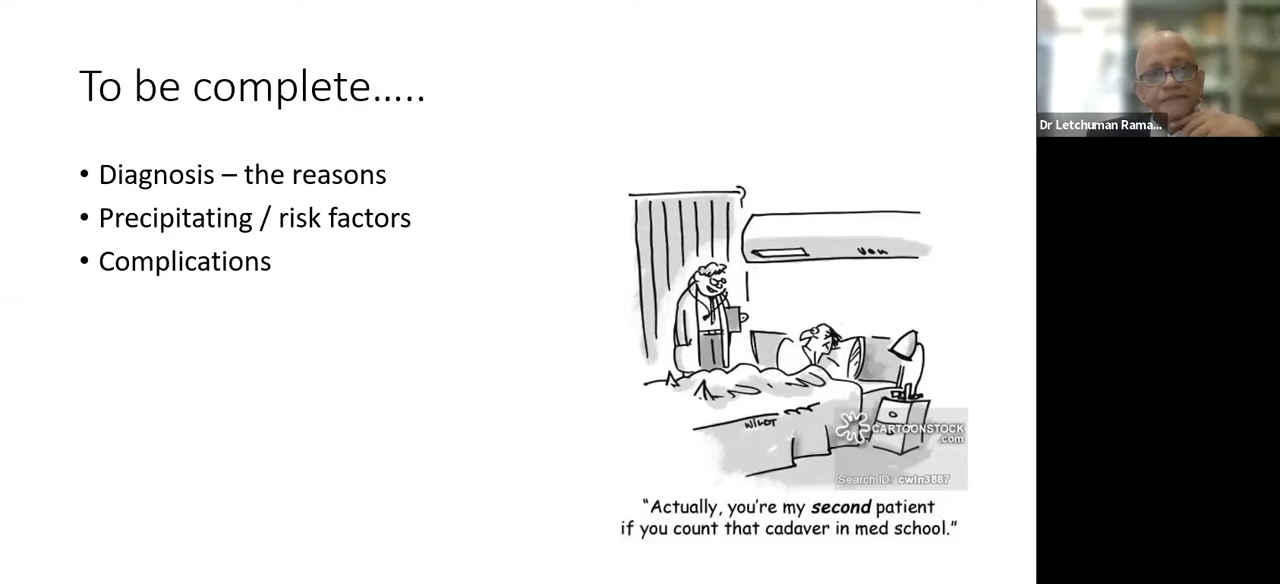 To be complete…..
• Diagnosis – the reasons
• Precipitating / risk factors
• Complications
WILBT
CARTOONSTOCK
.com
Search ID: cwln3887
"Actually, you're my second patient
if you count that cadaver in med school."
Dr Letchuman Rama...